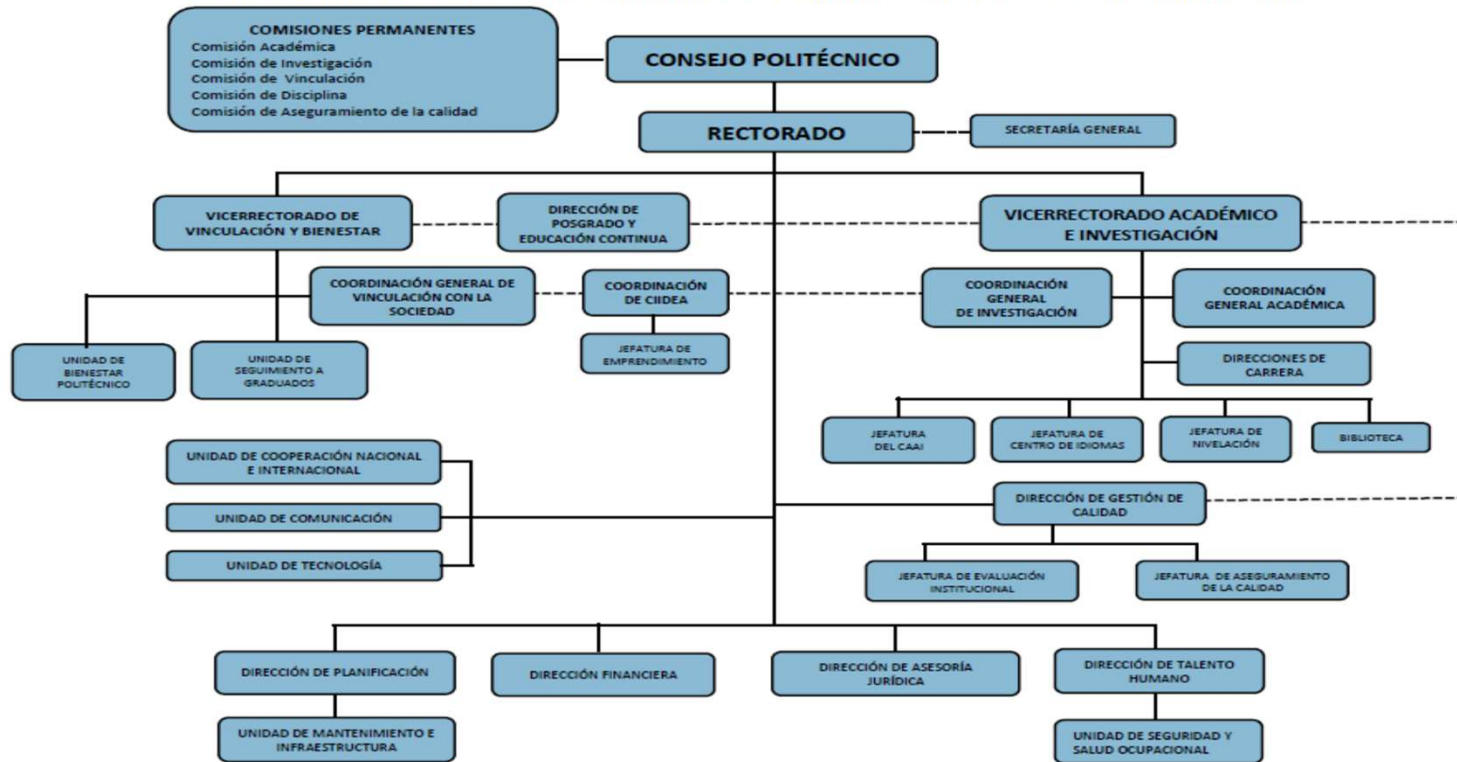 COMISIONES PERMANENTES
Comisión Académica
Comisión de Investigación
Comisión de Vinculación
Comisión de Disciplina
Comisión de Aseguramiento de la calidad
CONSEJO POLITÉCNICO
RECTORADO
SECRETARÍA GENERAL
VICERRECTORADO DE
VINCULACIÓN Y BIENESTAR
DIRECCIÓN DE
POSGRADO Y
EDUCACIÓN CONTINUA
VICERRECTORADO ACADÉMICO
E INVESTIGACIÓN
COORDINACIÓN GENERAL DE
VINCULACIÓN CON LA
SOCIEDAD
COORDINACIÓN
DE CIIDEA
COORDINACIÓN
GENERAL
DE INVESTIGACIÓN
COORDINACIÓN
GENERAL ACADÉMICA
UNIDAD DE
BIENESTAR
POLITÉCNICO
UNIDAD DE
SEGUIMIENTO A
GRADUADOS
JEFATURA DE
EMPRENDIMIENTO
DIRECCIONES DE
CARRERA
JEFATURA
DEL CAAI
JEFATURA DE
CENTRO DE IDIOMAS
JEFATURA DE
NIVELACIÓN
BIBLIOTECA
UNIDAD DE COOPERACIÓN NACIONAL
E INTERNACIONAL
UNIDAD DE COMUNICACIÓN
UNIDAD DE TECNOLOGÍA
DIRECCIÓN DE GESTIÓN DE
CALIDAD
JEFATURA DE EVALUACIÓN
INSTITUCIONAL
JEFATURA DE ASEGURAMIENTO
DE LA CALIDAD
DIRECCIÓN DE PLANIFICACIÓN
DIRECCIÓN FINANCIERA
DIRECCIÓN DE ASESORÍA
JURÍDICA
DIRECCIÓN DE TALENTO
HUMANO
UNIDAD DE MANTENIMIENTO E
INFRAESTRUCTURA
UNIDAD DE SEGURIDAD Y
SALUD OCUPACIONAL